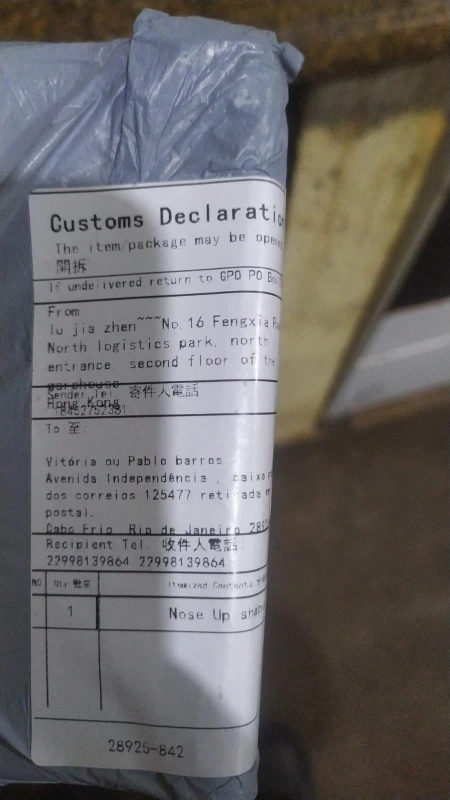 Customs Declaratio
The item/package may be opene
開拆
If undelivered return to GPO PO Bo
From
lu jia zhen~~~No.16 Fengxia R
North logistics park, north
entrance, second floor of the
warehouse
Sender Tel: 寄件人電話
Hong Kong
18452752381
To 至:
Vitória ou Pablo barros
Avenida Independência , caixa
dos correios 125477 retirada
postal.
Cabo Frio Rio de Janeiro 2892
Recipient Tel: 收件人電話:
22998139864 22998139864
NO Qty 數量 Itemized Contents
1 Nose Up shap
28925-842